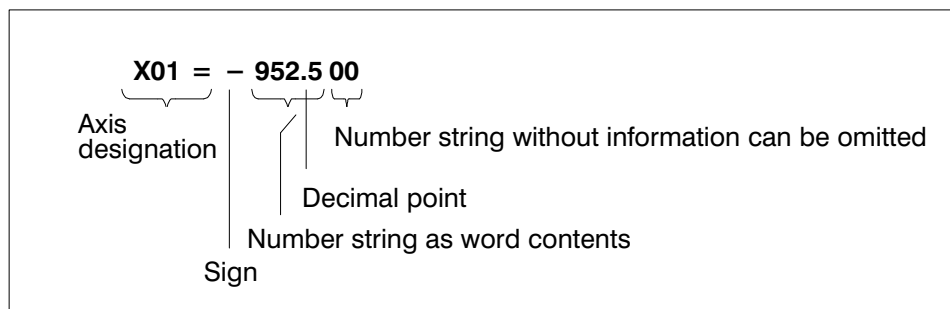 X01 = – 952.5 00
Axis
designation
Number string without information can be omitted
Decimal point
Number string as word contents
Sign